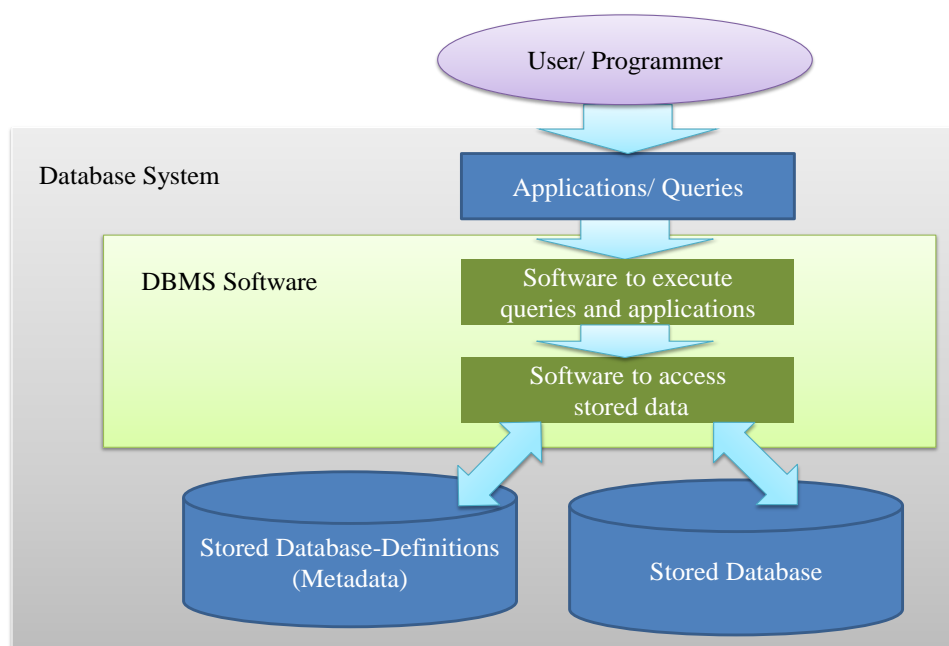 User/ Programmer
Database System
Applications/ Queries
DBMS Software
Software to execute
queries and applications
Software to access
stored data
Stored Database-Definitions
(Metadata)
Stored Database